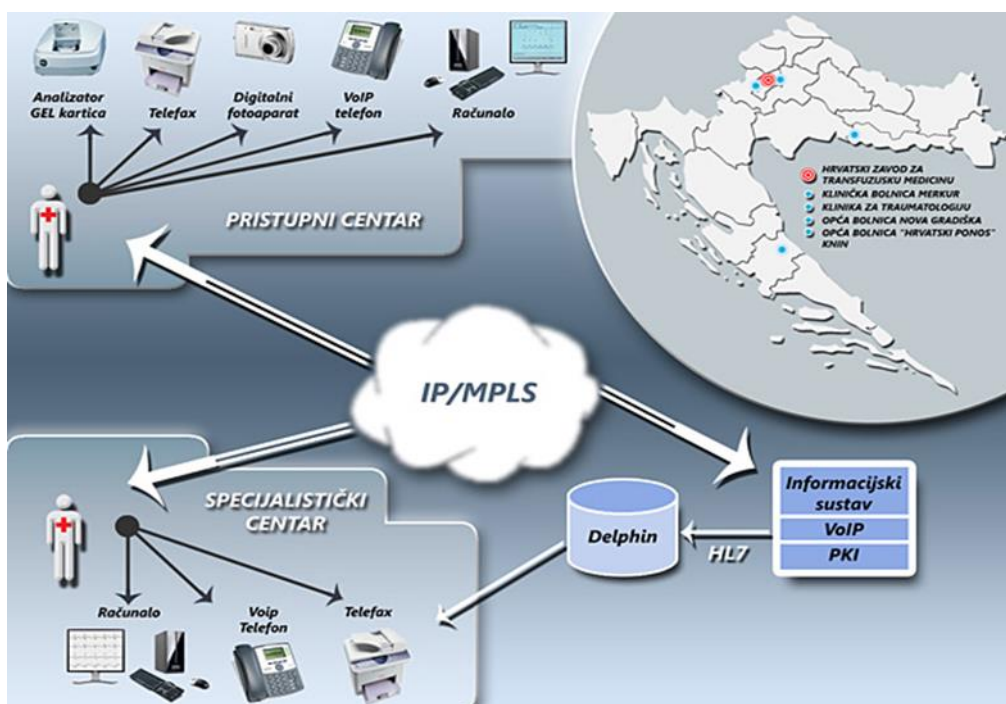 Analizator
GEL kartica
Telefax
Digitalni
fotoaparat
VoIP
telefon
Računalo
PRISTUPNI CENTAR
HRVATSKI ZAVOD ZA
TRANSFUZIJSKU MEDICINU
KLINIČKA BOLNICA MERKUR
KLINIKA ZA TRAUMATOLOGIJU
OPĆA BOLNICA NOVA GRADIŠKA
OPĆA BOLNICA "HRVATSKI PONOS"
KNIN
IP/MPLS
SPECIJALISTIČKI
CENTAR
Računalo
Voip
Telefon
Telefax
Delphin
HL7
Informacijski
sustav
VoIP
PKI